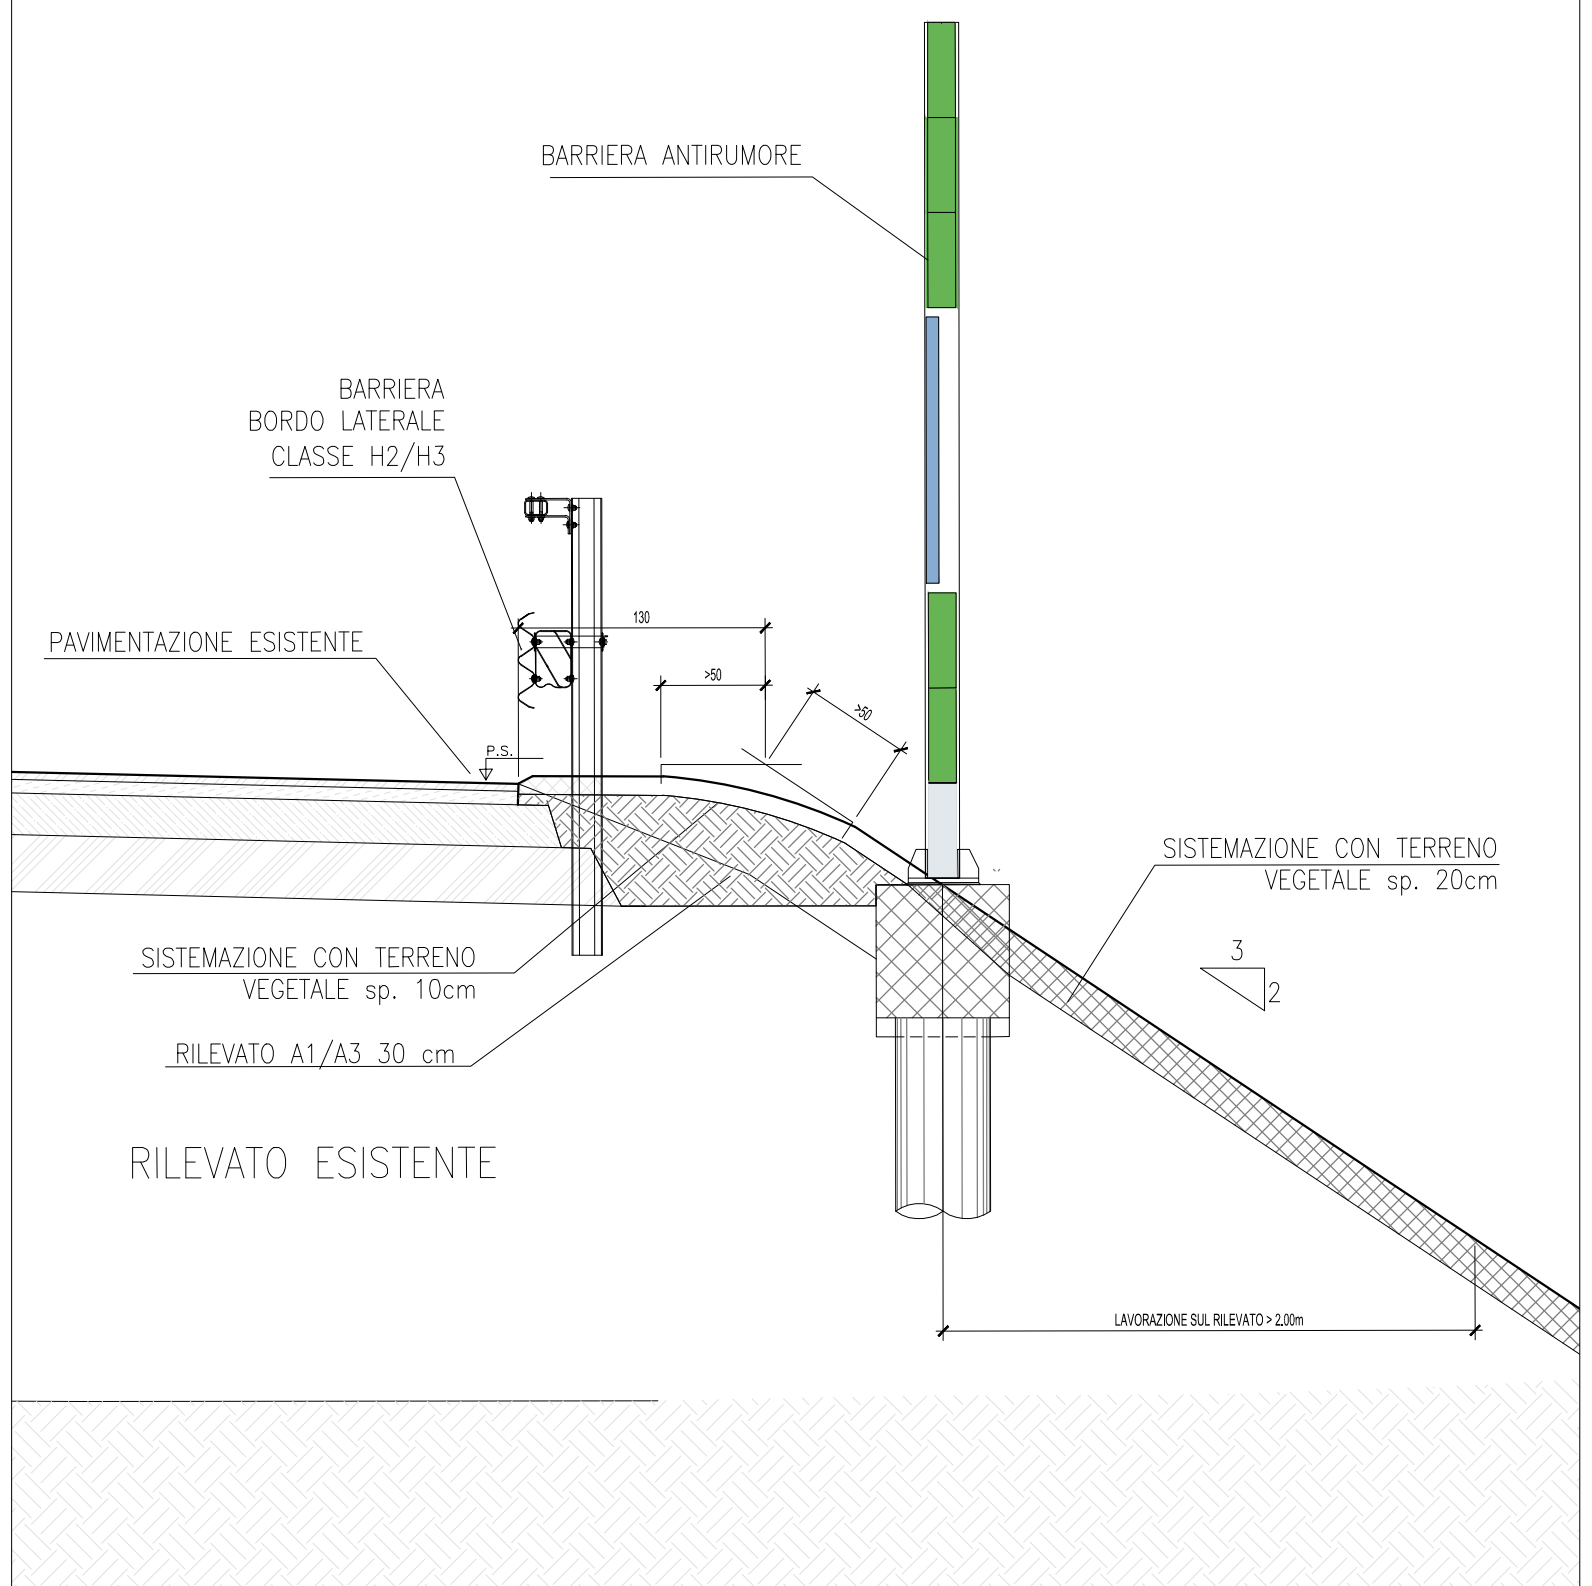 BARRIERA ANTIRUMORE
BARRIERA
BORDO LATERALE
CLASSE H2/H3
130
PAVIMENTAZIONE ESISTENTE
>50
>50
P.S.
SISTEMAZIONE CON TERRENO
VEGETALE sp. 20cm
3
2
SISTEMAZIONE CON TERRENO
VEGETALE sp. 10cm
RILEVATO A1/A3 30 cm
RILEVATO ESISTENTE
LAVORAZIONE SUL RILEVATO > 2.00m